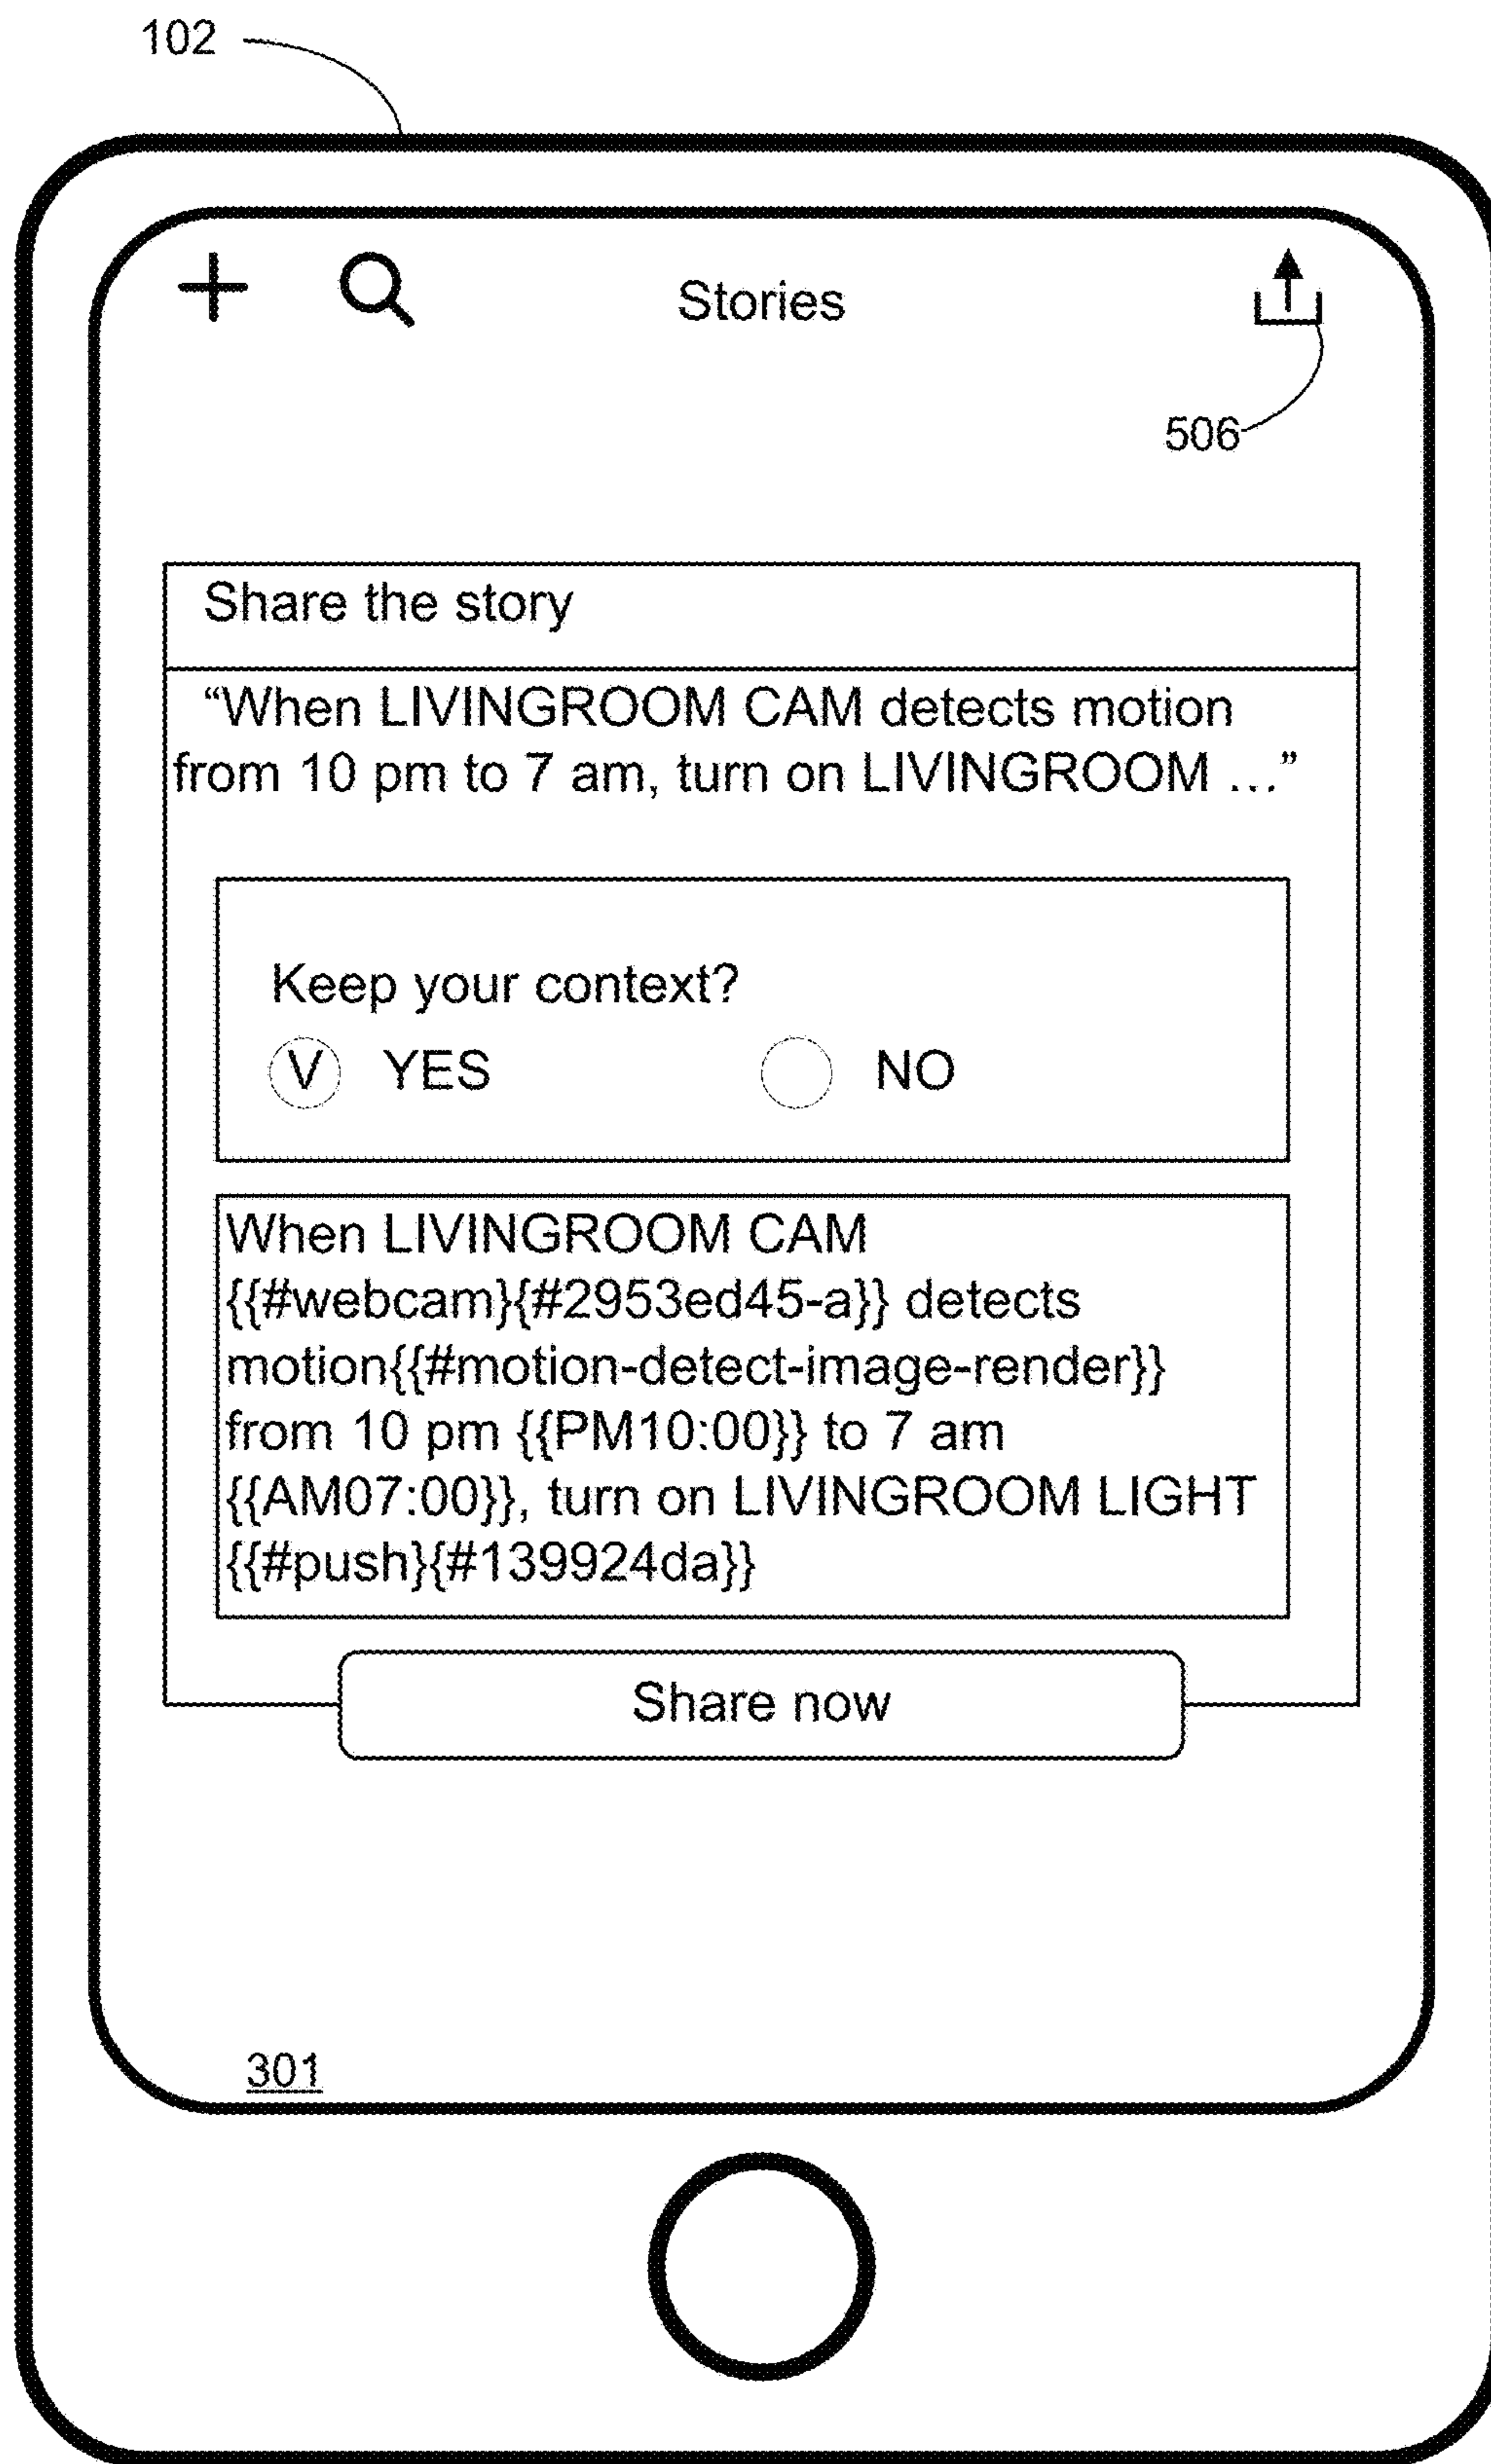 102
Stories
506
Share the story
“When LIVINGROOM CAM detects motion
from 10 pm to 7 am, turn on LIVINGROOM ...”
Keep your context?
V YES NO
When LIVINGROOM CAM
{{#webcam}{#2953ed45-a}} detects
motion{{#motion-detect-image-render}}
from 10 pm {{PM10:00}} to 7 am
{{AM07:00}}, turn on LIVINGROOM LIGHT
{{#push}{#139924da}}
Share now
301